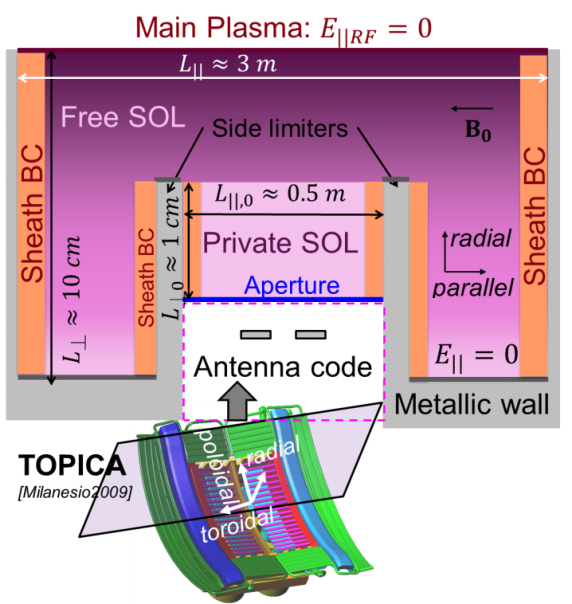 Main Plasma: E||RF = 0
L|| ≈ 3 m
Free SOL
B₀
Side limiters
Sheath BC
Sheath BC
L||,0 ≈ 0.5 m
Sheath BC
L⊥ ≈ 10 cm
L⊥0 ≈ 1 cm
Private SOL
radial
parallel
Aperture
E|| = 0
Antenna code
Metallic wall
TOPICA
[Milanesio2009]
poloidal
radial
toroidal